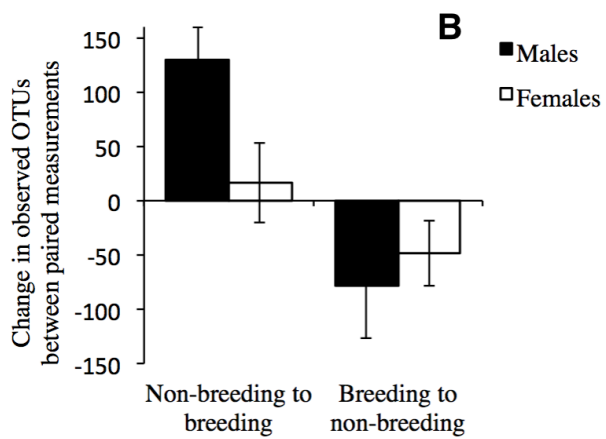 B
Males
Females
Change in observed OTUs
between paired measurements
150
100
50
0
-50
-100
-150
Non-breeding to
breeding
Breeding to
non-breeding